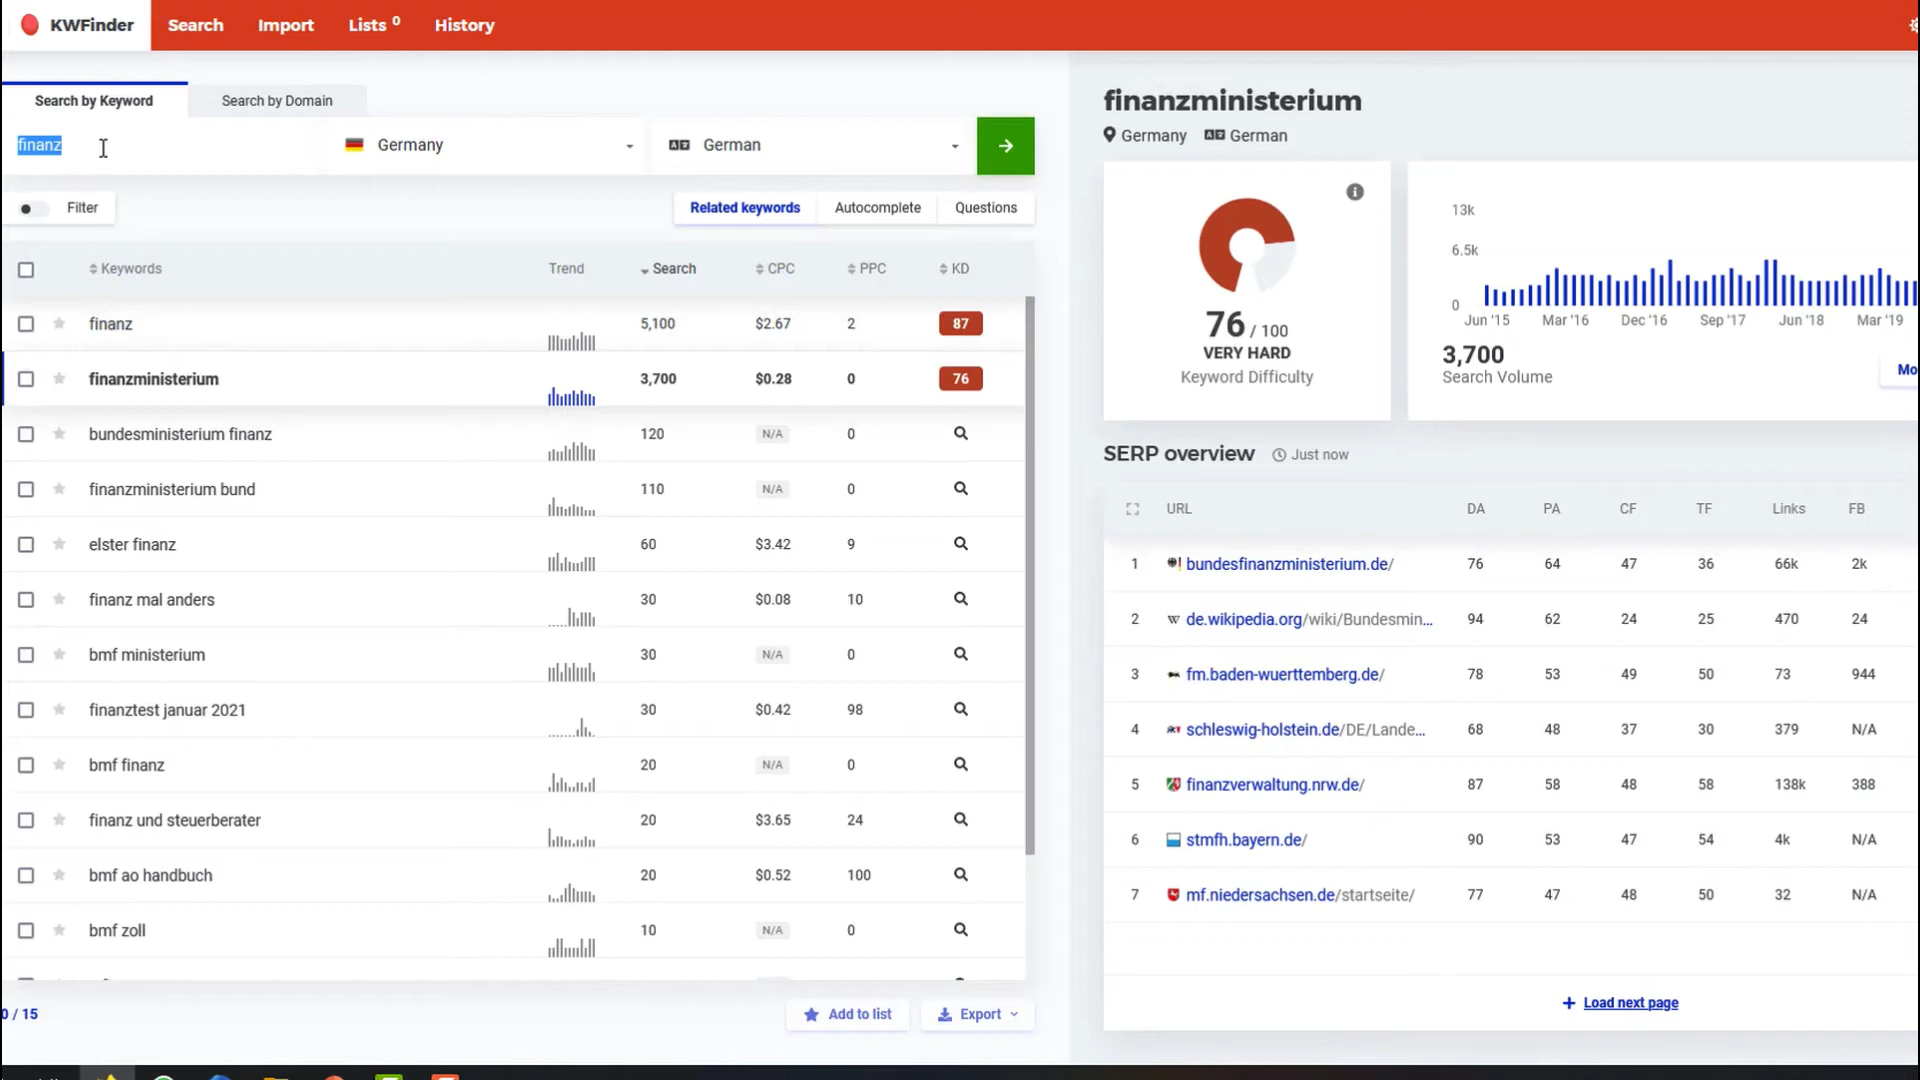 KWFinder Search Import Lists 0 History
Search by Keyword Search by Domain
finanz Germany German
Filter Related keywords Autocomplete Questions
Keywords Trend Search CPC PPC KD
finanz 5,100 $2.67 2 87
finanzministerium 3,700 $0.28 0 76
bundesministerium finanz 120 N/A 0
finanzministerium bund 110 N/A 0
elster finanz 60 $3.42 9
finanz mal anders 30 $0.08 10
bmf ministerium 30 N/A 0
finanztest januar 2021 30 $0.42 98
bmf finanz 20 N/A 0
finanz und steuerberater 20 $3.65 24
bmf ao handbuch 20 $0.52 100
bmf zoll 10 N/A 0
0 / 15 Add to list Export
finanzministerium
Germany German
76 / 100
VERY HARD
Keyword Difficulty
13k
6.5k
0
Jun '15 Mar '16 Dec '16 Sep '17 Jun '18 Mar '19
3,700
Search Volume
Mo
SERP overview Just now
URL DA PA CF TF Links FB
1 bundesfinanzministerium.de/ 76 64 47 36 66k 2k
2 de.wikipedia.org/wiki/Bundesmin... 94 62 24 25 470 24
3 fm.baden-wuerttemberg.de/ 78 53 49 50 73 944
4 schleswig-holstein.de/DE/Lande... 68 48 37 30 379 N/A
5 finanzverwaltung.nrw.de/ 87 58 48 58 138k 388
6 stmfh.bayern.de/ 90 53 47 54 4k N/A
7 mf.niedersachsen.de/startseite/ 77 47 48 50 32 N/A
+ Load next page